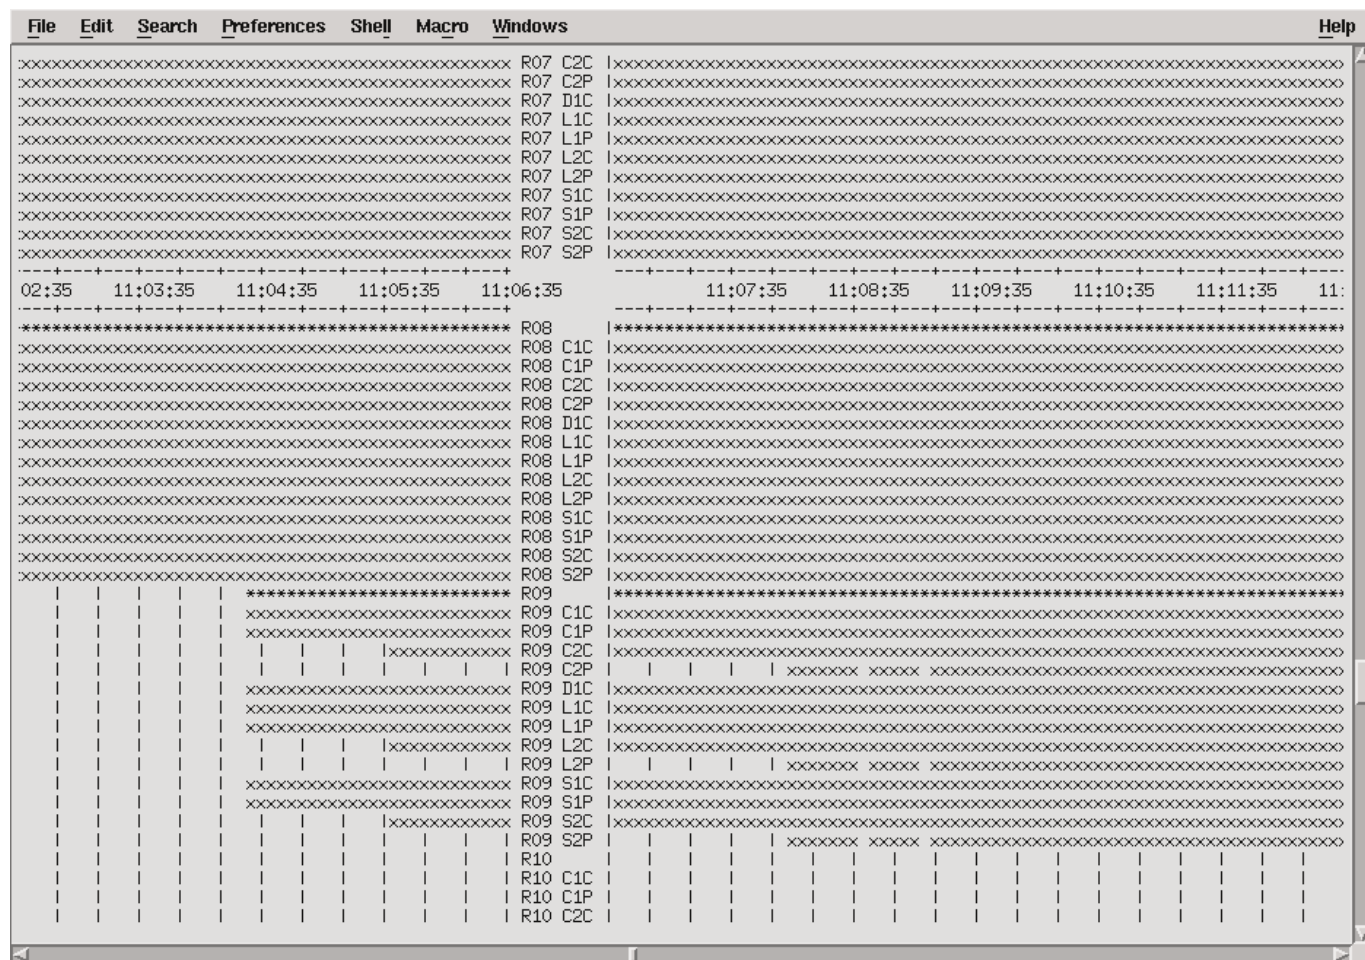 File Edit Search Preferences Shell Macro Windows Help
R07 C2C
R07 C2P
R07 D1C
R07 L1C
R07 L1P
R07 L2C
R07 L2P
R07 S1C
R07 S1P
R07 S2C
R07 S2P
02:35 11:03:35 11:04:35 11:05:35 11:06:35 11:07:35 11:08:35 11:09:35 11:10:35 11:11:35 11:
R08
R08 C1C
R08 C1P
R08 C2C
R08 C2P
R08 D1C
R08 L1C
R08 L1P
R08 L2C
R08 L2P
R08 S1C
R08 S1P
R08 S2C
R08 S2P
R09
R09 C1C
R09 C1P
R09 C2C
R09 C2P
R09 D1C
R09 L1C
R09 L1P
R09 L2C
R09 L2P
R09 S1C
R09 S1P
R09 S2C
R09 S2P
R10
R10 C1C
R10 C1P
R10 C2C